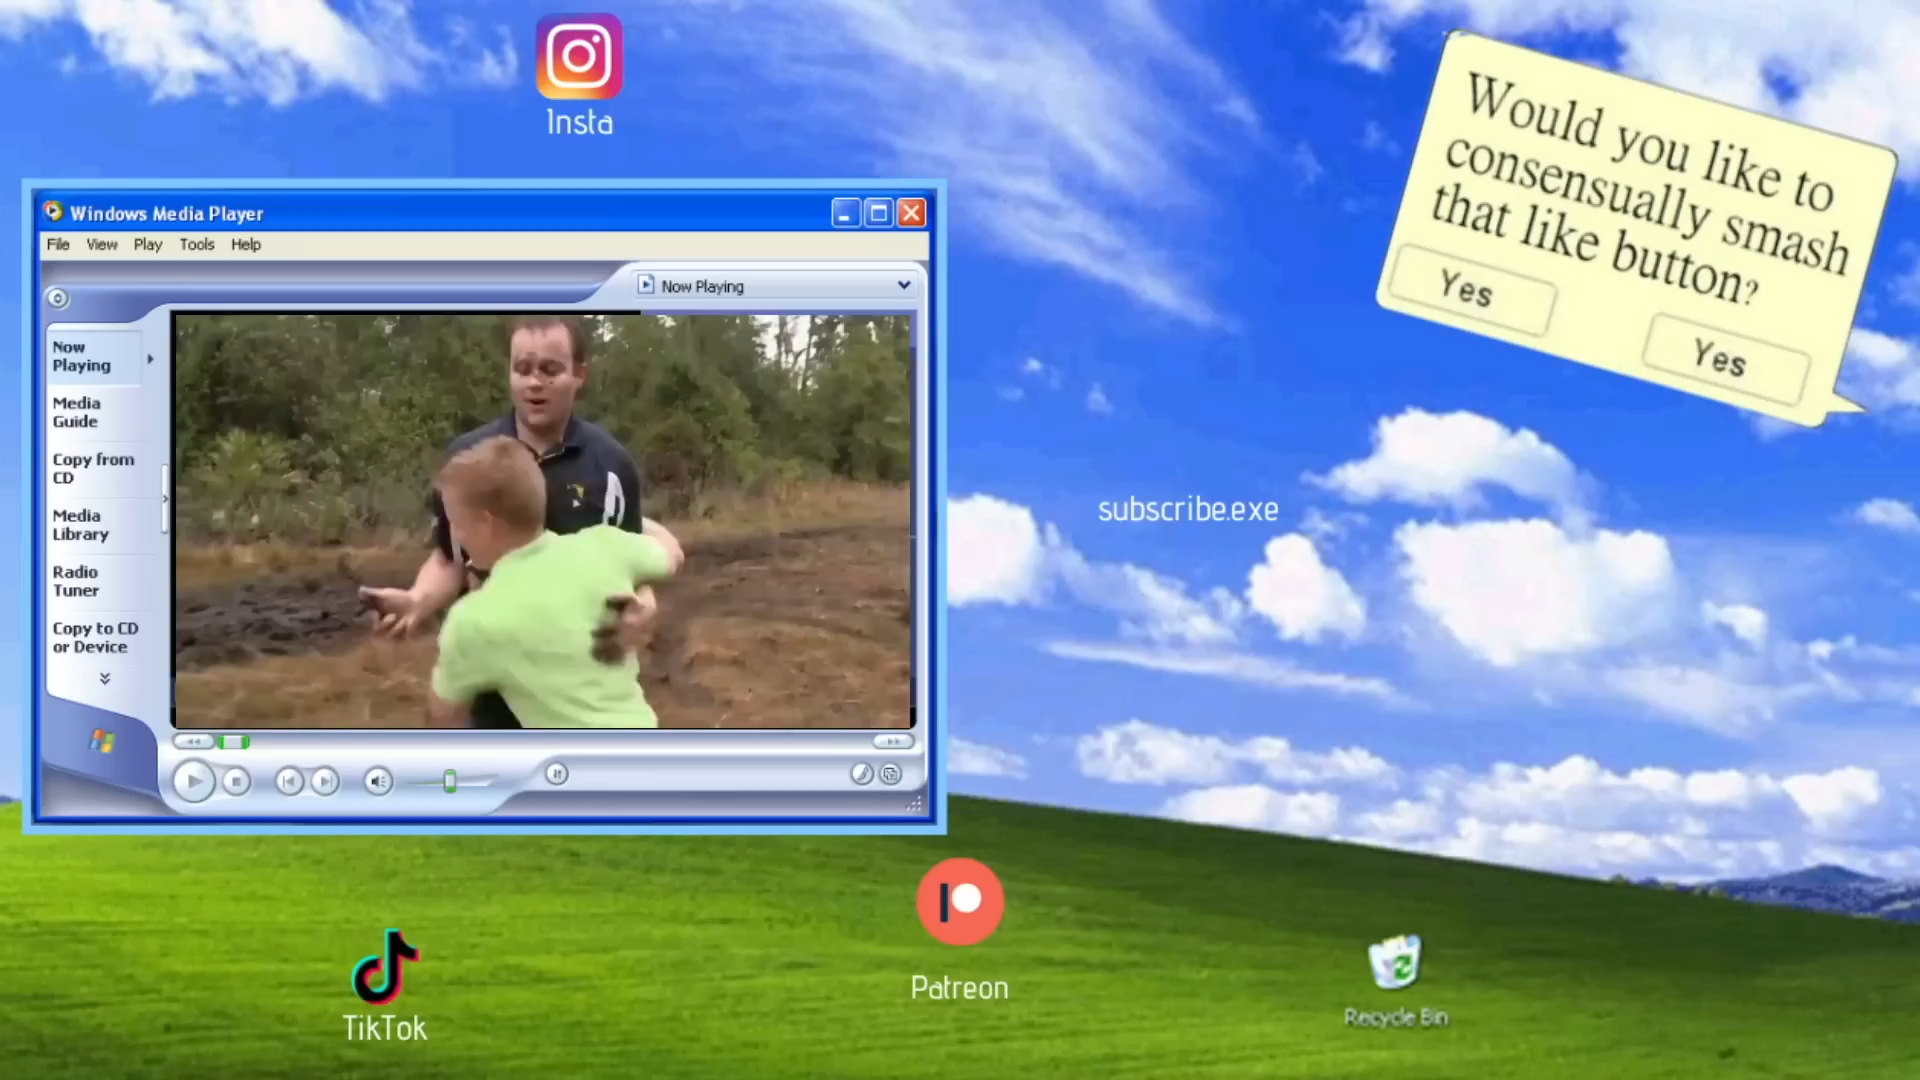 Insta
Would you like to
consensually smash
that like button?
Yes
Yes
Windows Media Player
File View Play Tools Help
Now Playing
Now
Playing
Media
Guide
Copy from
CD
Media
Library
Radio
Tuner
Copy to CD
or Device
subscribe.exe
Patreon
TikTok
Recycle Bin